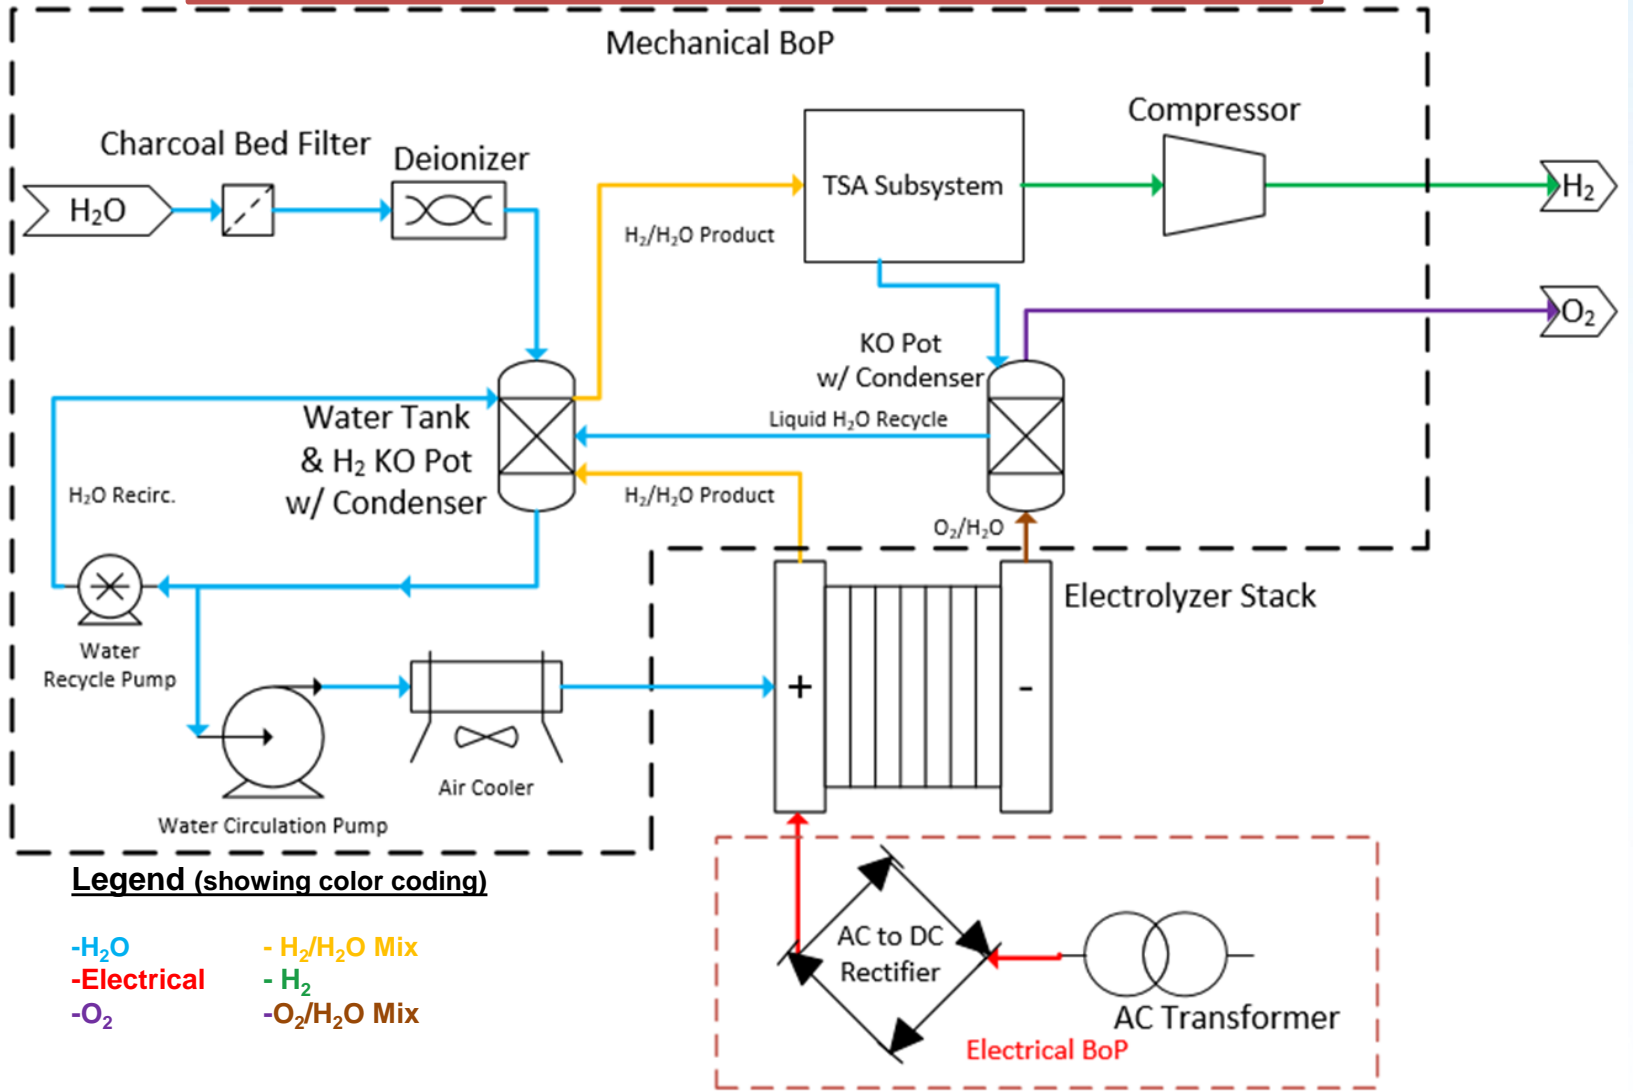 Mechanical BoP
Compressor
Charcoal Bed Filter
Deionizer
TSA Subsystem
H₂O
H₂
H₂/H₂O Product
O₂
KO Pot
w/ Condenser
Water Tank
& H₂ KO Pot
w/ Condenser
Liquid H₂O Recycle
H₂O Recirc.
H₂/H₂O Product
O₂/H₂O
Electrolyzer Stack
Water
Recycle Pump
+
-
Air Cooler
Water Circulation Pump
Legend (showing color coding)
-H₂O
- H₂/H₂O Mix
-Electrical
- H₂
-O₂
-O₂/H₂O Mix
AC to DC
Rectifier
AC Transformer
Electrical BoP